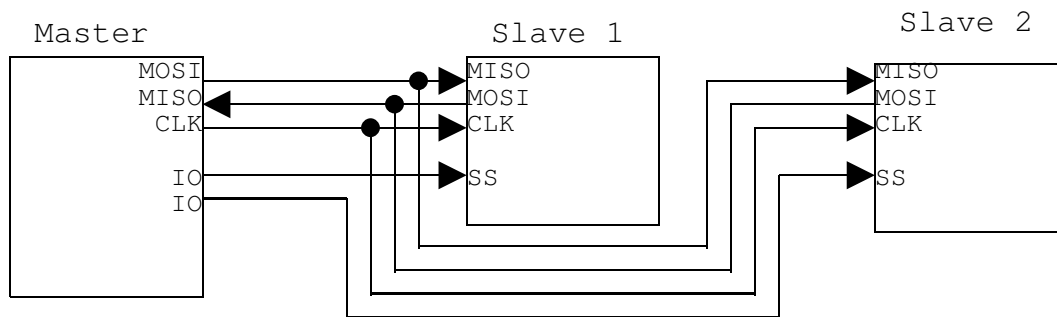 Master
MOSI
MISO
CLK
IO
IO
Slave 1
MISO
MOSI
CLK
SS
Slave 2
MISO
MOSI
CLK
SS